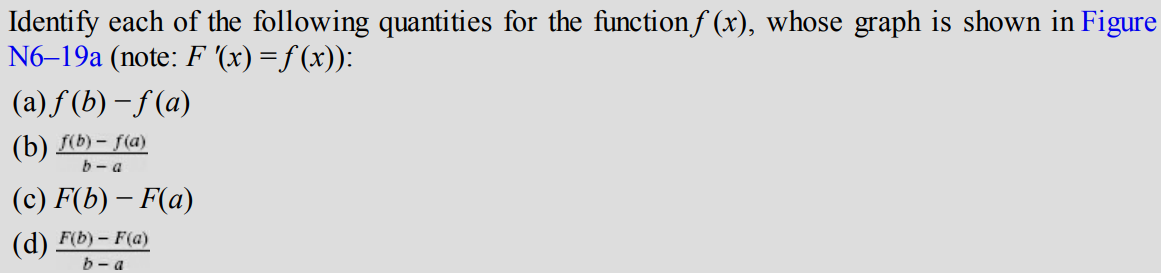 Identify each of the following quantities for the function f (x), whose graph is shown in Figure
N6–19a (note: F ′(x) = f (x)):
(a) f (b) − f (a)
(b) \frac{f(b) − f(a)}{b − a}
(c) F(b) − F(a)
(d) \frac{F(b) − F(a)}{b − a}